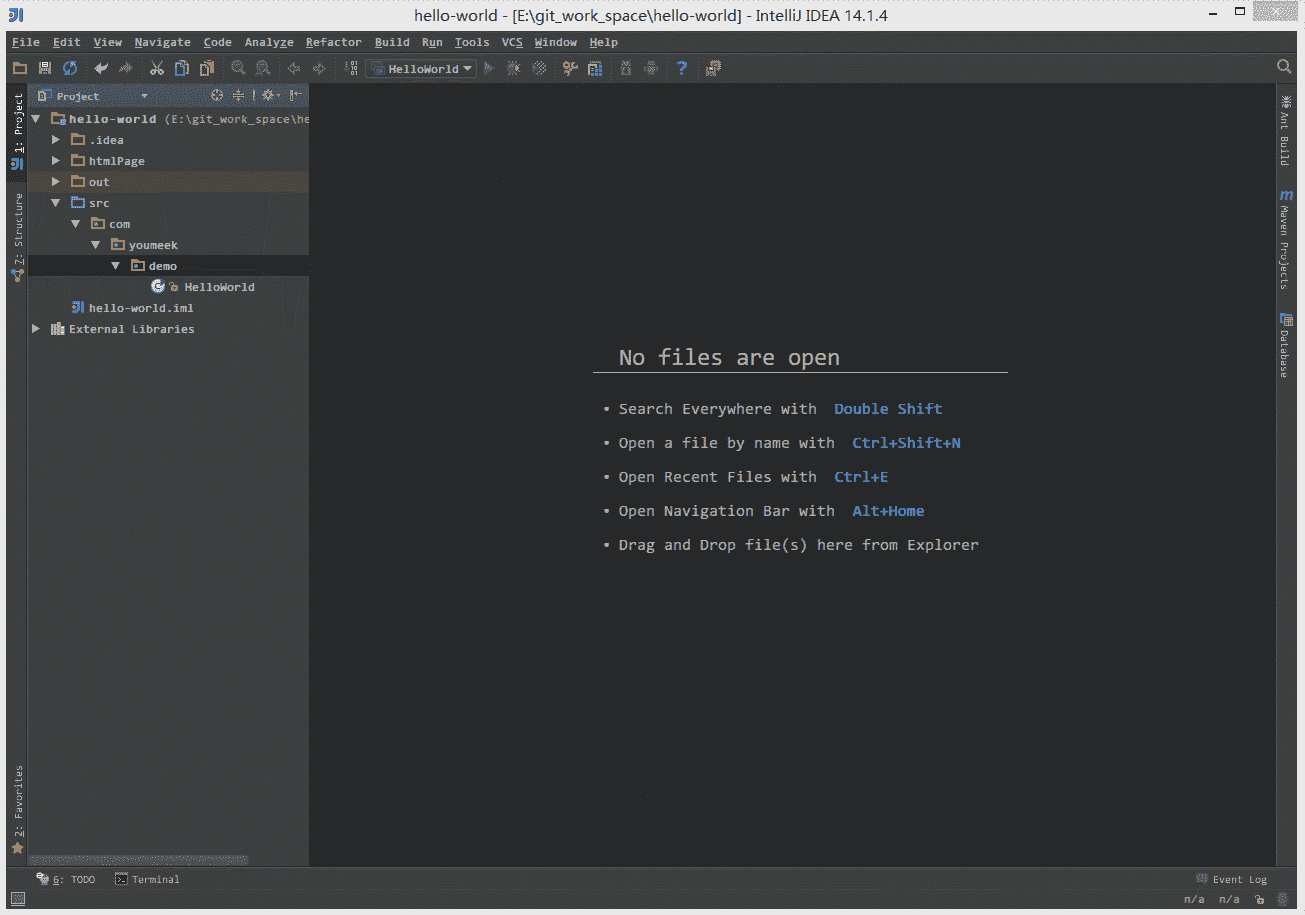 hello-world - [E:\git_work_space\hello-world] - IntelliJ IDEA 14.1.4
File Edit View Navigate Code Analyze Refactor Build Run Tools VCS Window Help
HelloWorld
Project
1: Project
hello-world (E:\git_work_space\he
.idea
htmlPage
out
src
com
youmeek
demo
HelloWorld
hello-world.iml
External Libraries
7: Structure
2: Favorites
No files are open
• Search Everywhere with Double Shift
• Open a file by name with Ctrl+Shift+N
• Open Recent Files with Ctrl+E
• Open Navigation Bar with Alt+Home
• Drag and Drop file(s) here from Explorer
Ant Build
m Maven Projects
Database
6: TODO Terminal Event Log
n/a n/a